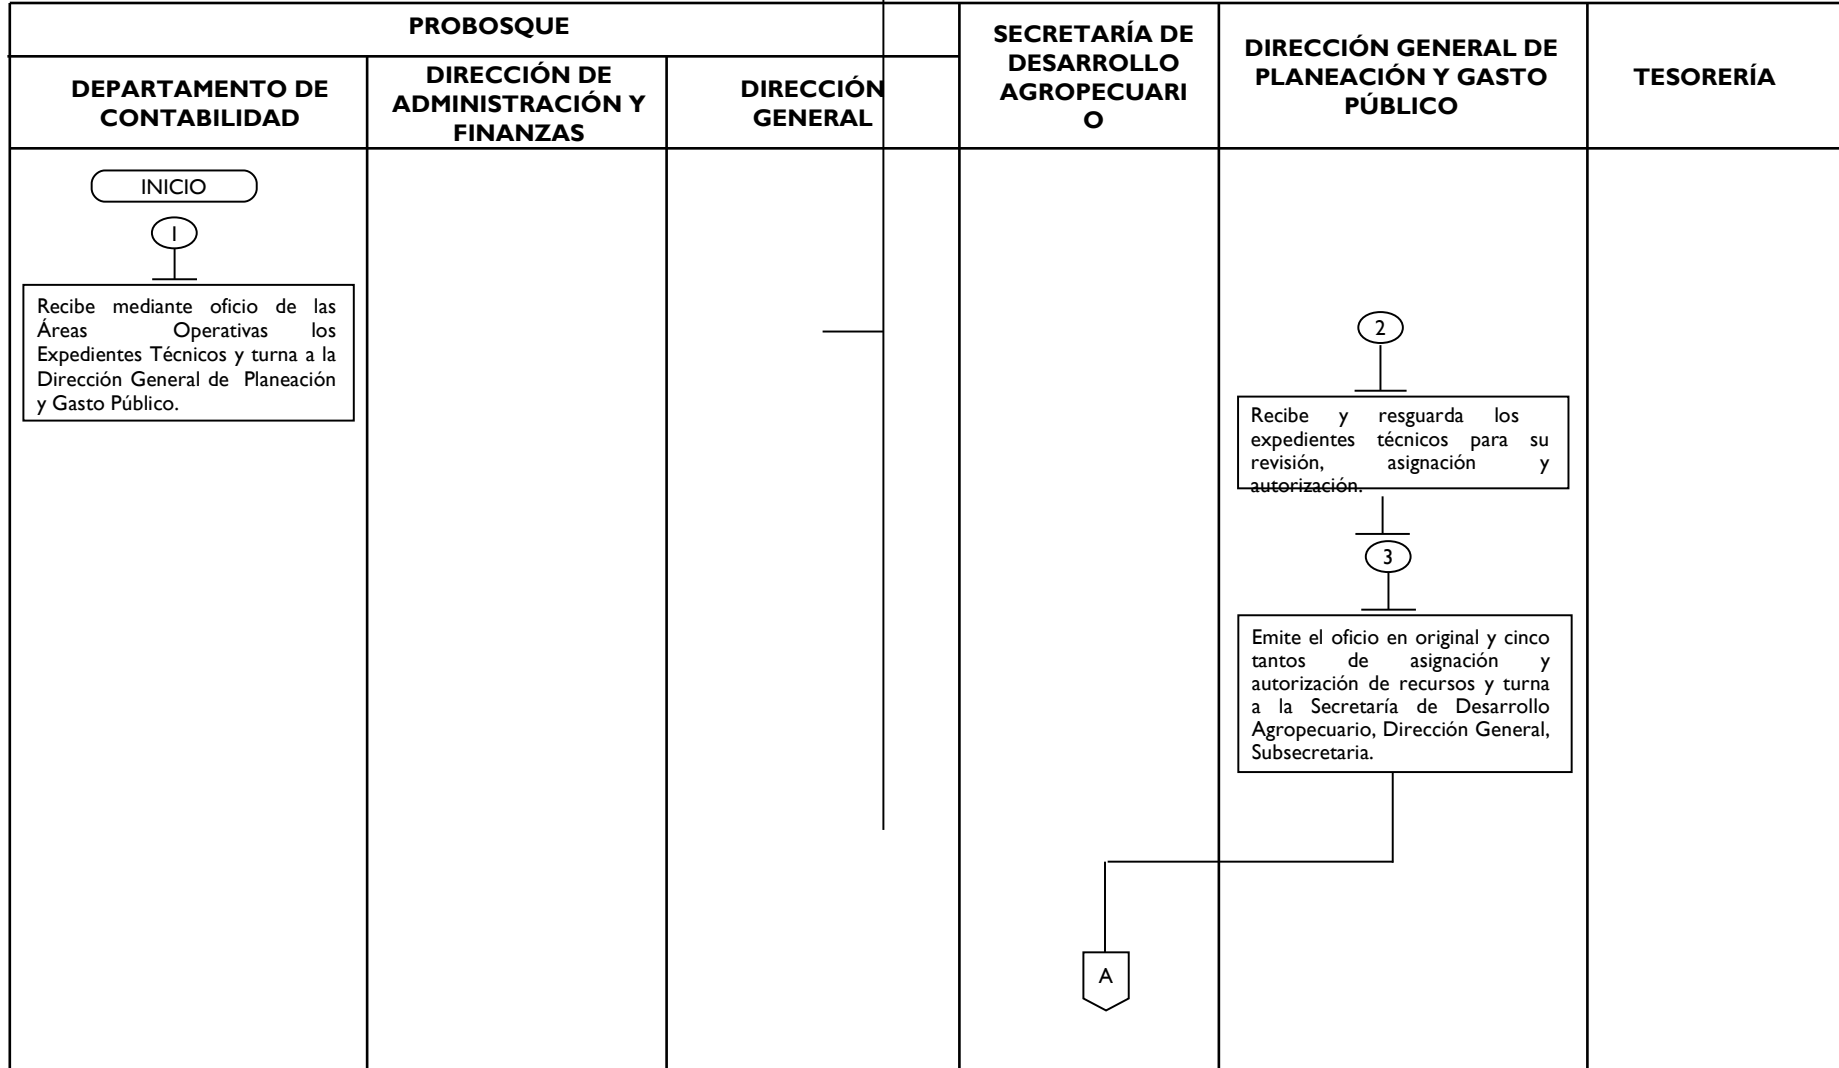 PROBOSQUE
SECRETARÍA DE
DESARROLLO
AGROPECUARI
O
DIRECCIÓN GENERAL DE
PLANEACIÓN Y GASTO
PÚBLICO
TESORERÍA
DEPARTAMENTO DE
CONTABILIDAD
DIRECCIÓN DE
ADMINISTRACIÓN Y
FINANZAS
DIRECCIÓN
GENERAL
INICIO
1
Recibe mediante oficio de las
Áreas Operativas los
Expedientes Técnicos y turna a la
Dirección General de Planeación
y Gasto Público.
2
Recibe y resguarda los
expedientes técnicos para su
revisión, asignación y
autorización.
3
Emite el oficio en original y cinco
tantos de asignación y
autorización de recursos y turna
a la Secretaría de Desarrollo
Agropecuario, Dirección General,
Subsecretaria.
A